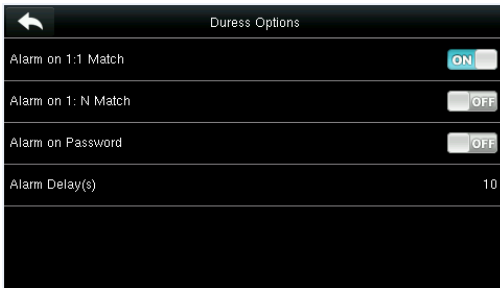 Duress Options
Alarm on 1:1 Match ON
Alarm on 1: N Match OFF
Alarm on Password OFF
Alarm Delay(s) 10